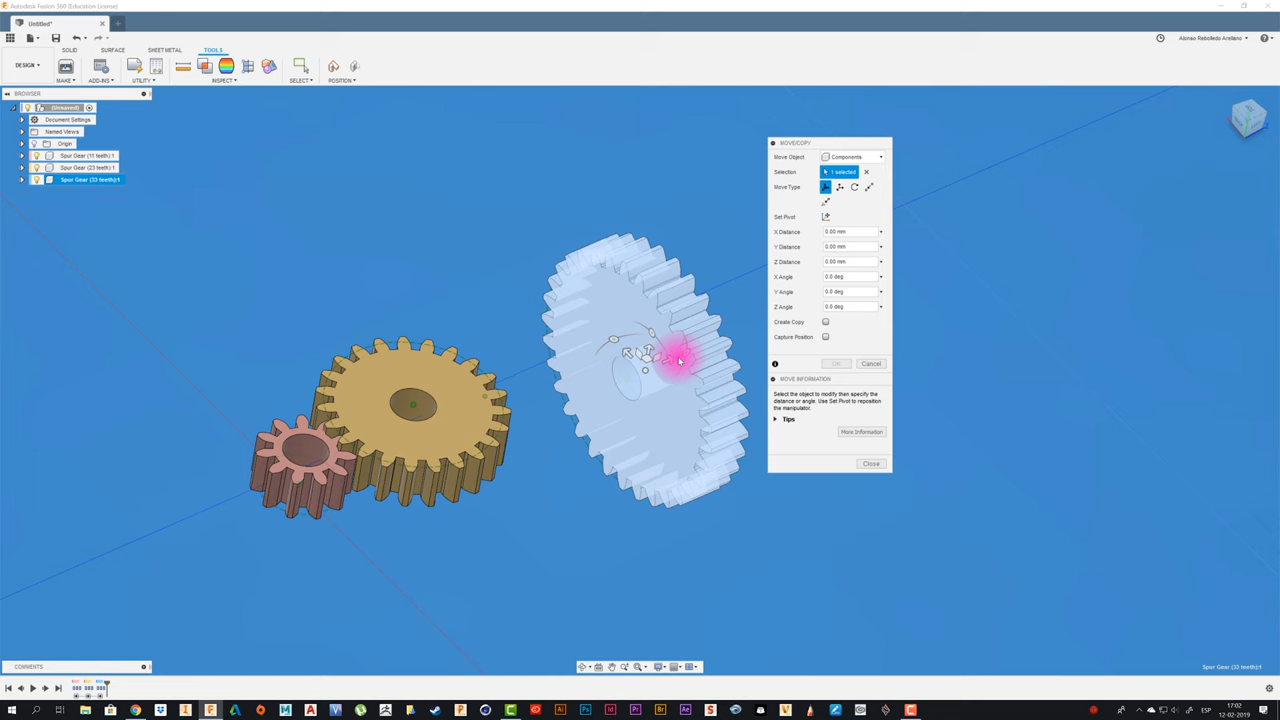 Autodesk Fusion 360 (Education License)
Untitled*
Alonso Rebolledo Arellano
SOLID SURFACE SHEET METAL TOOLS
DESIGN
MAKE ADD-INS UTILITY INSPECT SELECT POSITION
BROWSER
(Unsaved)
Document Settings
Named Views
Origin
Spur Gear (11 teeth):1
Spur Gear (23 teeth):1
Spur Gear (33 teeth):1
MOVE/COPY
Move Object Components
Selection 1 selected
Move Type
Set Pivot
X Distance 0.00 mm
Y Distance 0.00 mm
Z Distance 0.00 mm
X Angle 0.0 deg
Y Angle 0.0 deg
Z Angle 0.0 deg
Create Copy
Capture Position
OK Cancel
MOVE INFORMATION
Select the object to modify then specify the
distance or angle. Use Set Pivot to reposition
the manipulator.
Tips
More Information
Close
COMMENTS
Spur Gear (33 teeth):1
ESP
17:02
12-02-2019